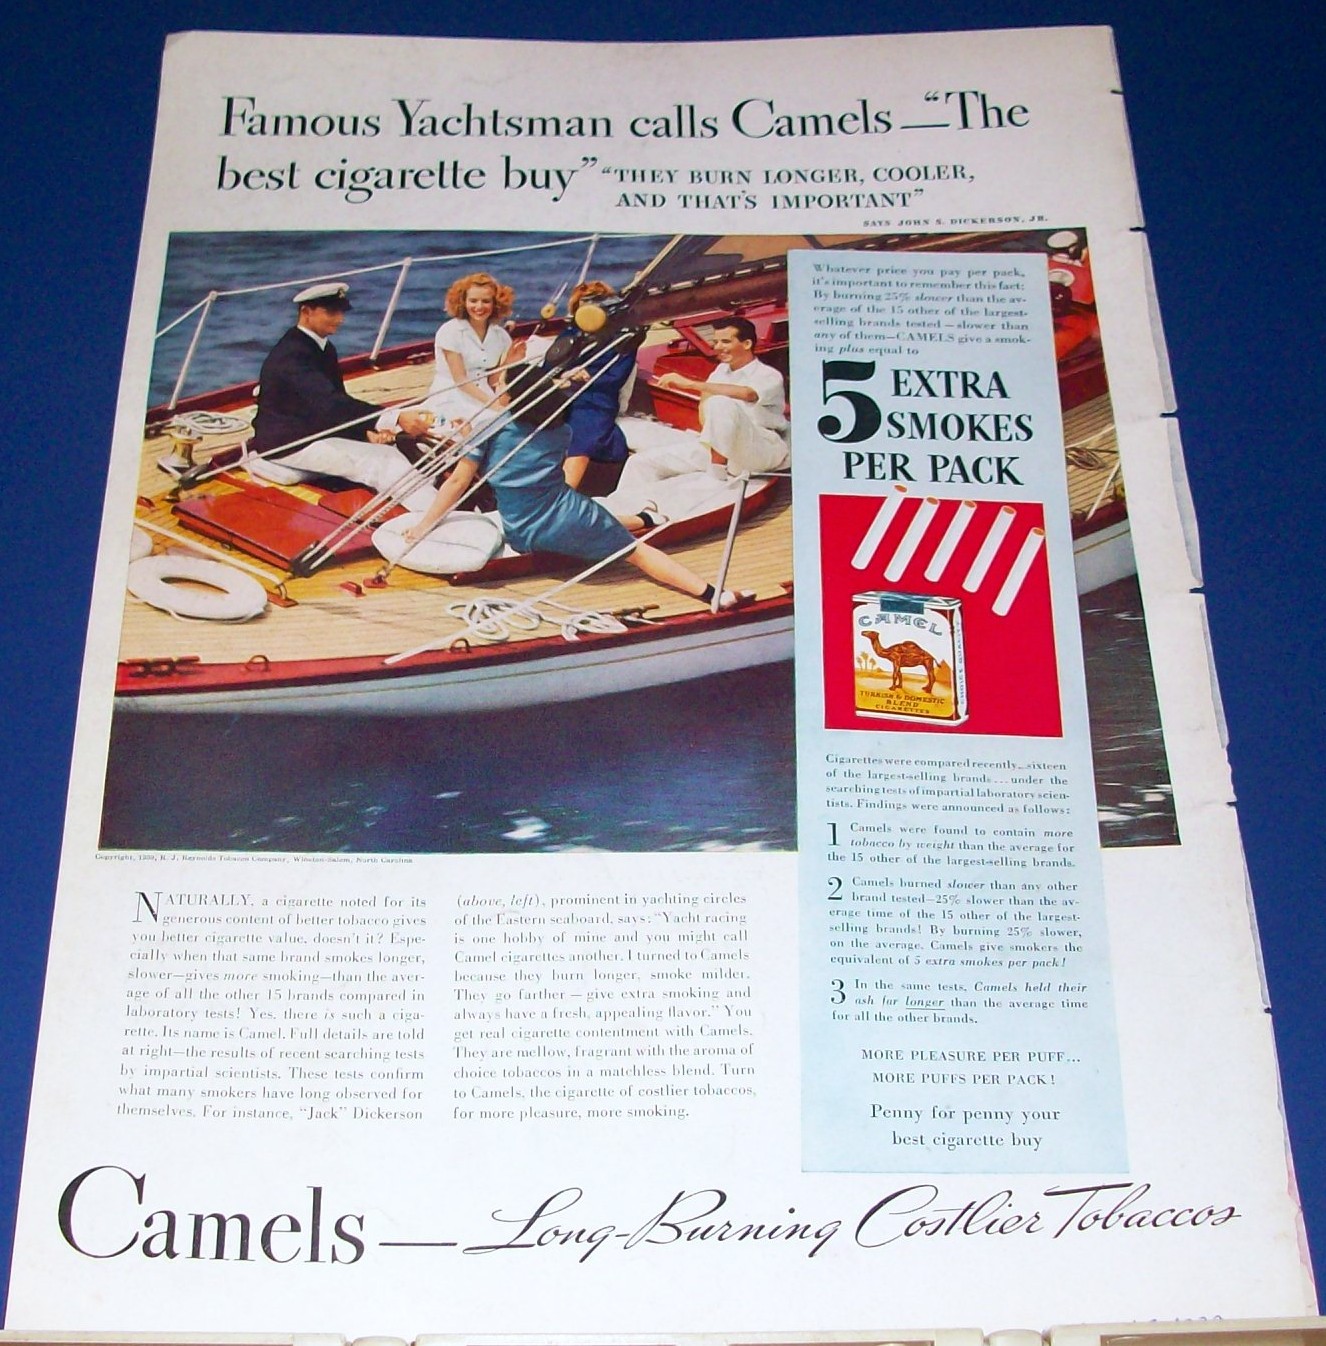 Famous Yachtsman calls Camels—“The
best cigarette buy” “THEY BURN LONGER, COOLER,
AND THAT'S IMPORTANT”
SAYS JOHN S. DICKERSON, JR.
Whatever price you pay per pack,
it's important to remember this fact:
By burning 25% slower than the av-
erage of the 15 other of the largest-
selling brands tested—slower than
any of them—CAMELS give a smok-
ing plus equal to
5 EXTRA
SMOKES
PER PACK
CAMEL
TURKISH & DOMESTIC
BLEND
CIGARETTES
Cigarettes were compared recently...sixteen
of the largest-selling brands...under the
searching tests of impartial laboratory scien-
tists. Findings were announced as follows:
1 Camels were found to contain more
tobacco by weight than the average for
the 15 other of the largest-selling brands.
2 Camels burned slower than any other
brand tested—25% slower than the av-
erage time of the 15 other of the largest-
selling brands! By burning 25% slower,
on the average, Camels give smokers the
equivalent of 5 extra smokes per pack!
3 In the same tests, Camels held their
ash far longer than the average time
for all the other brands.
MORE PLEASURE PER PUFF...
MORE PUFFS PER PACK!
Penny for penny your
best cigarette buy
Copyright, 1939, R. J. Reynolds Tobacco Company, Winston-Salem, North Carolina
NATURALLY, a cigarette noted for its
generous content of better tobacco gives
you better cigarette value, doesn't it? Espe-
cially when that same brand smokes longer,
slower—gives more smoking—than the aver-
age of all the other 15 brands compared in
laboratory tests! Yes, there is such a ciga-
rette. Its name is Camel. Full details are told
at right—the results of recent searching tests
by impartial scientists. These tests confirm
what many smokers have long observed for
themselves. For instance, “Jack” Dickerson
(above, left), prominent in yachting circles
of the Eastern seaboard, says: “Yacht racing
is one hobby of mine and you might call
Camel cigarettes another. I turned to Camels
because they burn longer, smoke milder.
They go farther—give extra smoking and
always have a fresh, appealing flavor.” You
get real cigarette contentment with Camels.
They are mellow, fragrant with the aroma of
choice tobaccos in a matchless blend. Turn
to Camels, the cigarette of costlier tobaccos,
for more pleasure, more smoking.
Camels—Long-Burning Costlier Tobaccos